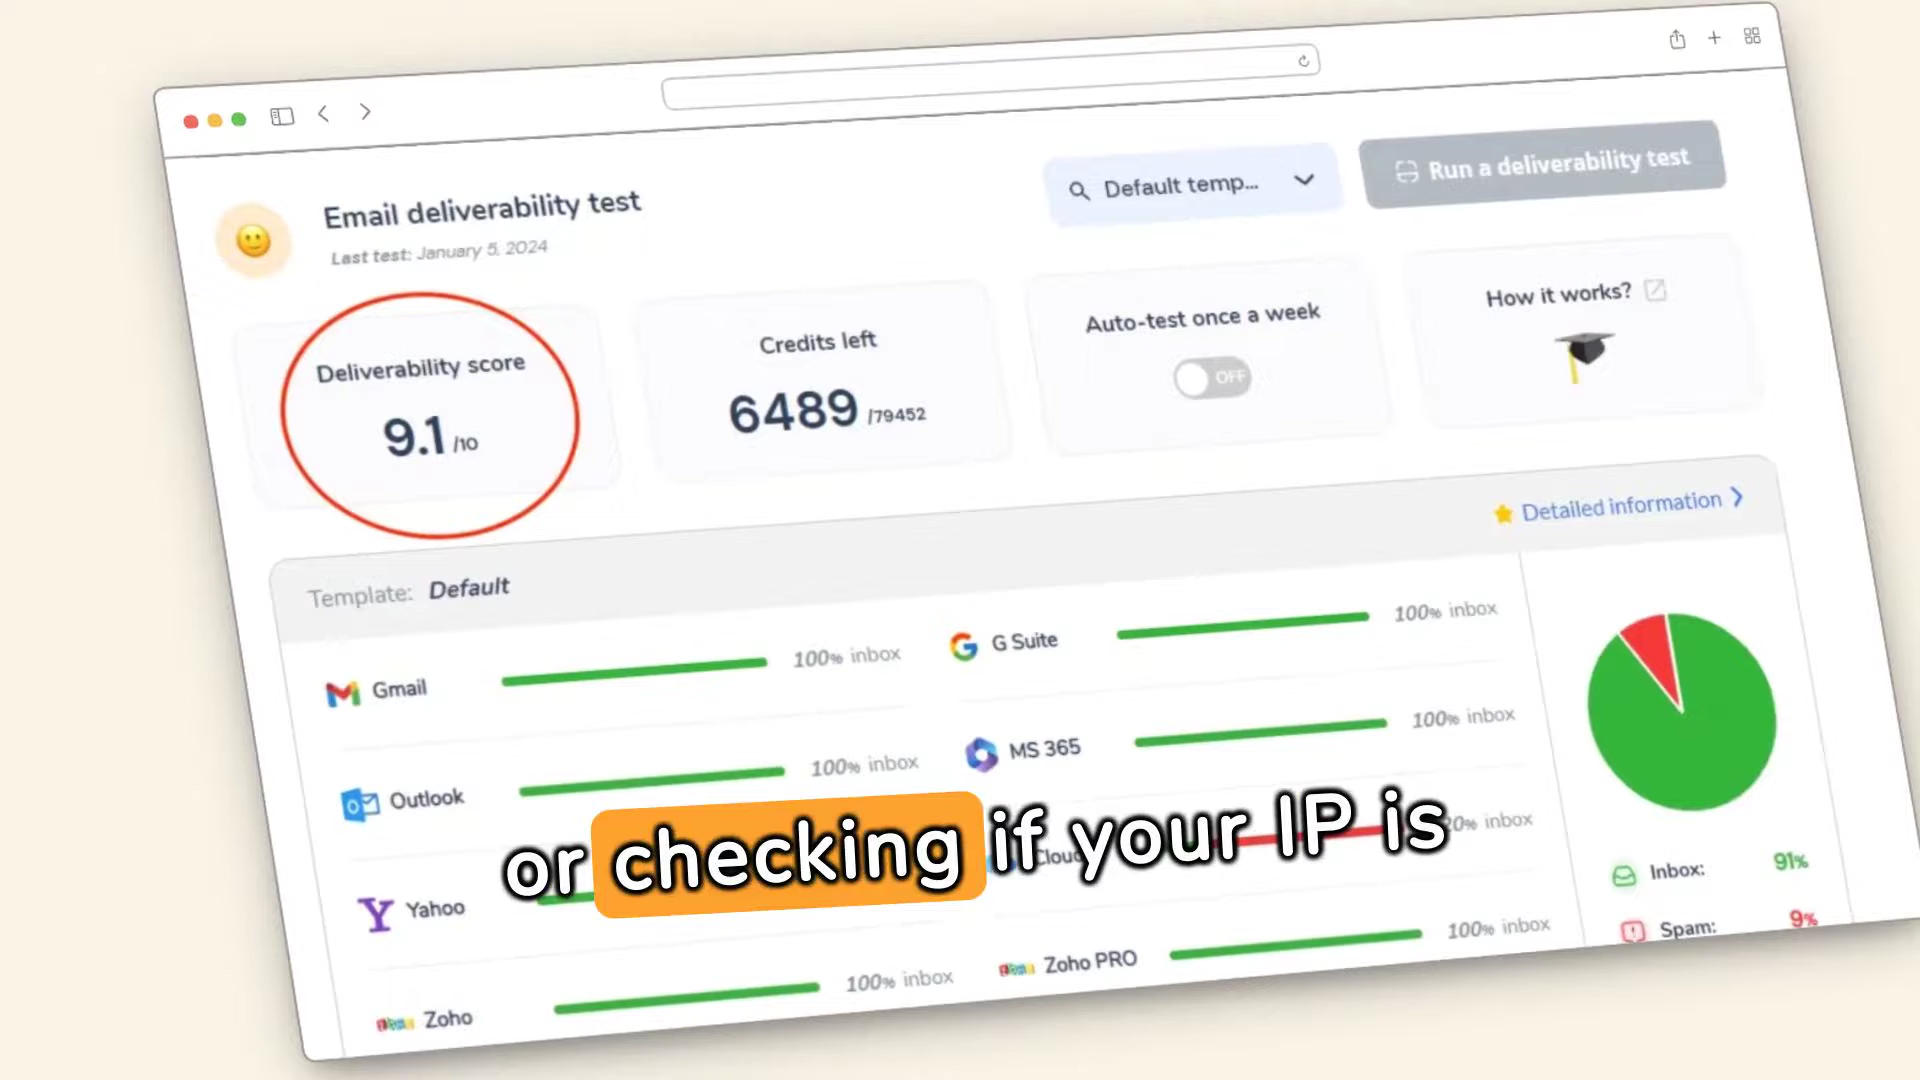 Email deliverability test
Last test: January 5, 2024
Default temp...
Run a deliverability test
Deliverability score
9.1 /10
Credits left
6489 /79452
Auto-test once a week
OFF
How it works?
Detailed information
Template: Default
Gmail 100% inbox
G Suite 100% inbox
Outlook 100% inbox
MS 365 100% inbox
Yahoo
inbox
Zoho 100% inbox
Zoho PRO 100% inbox
Inbox: 91%
Spam: 9%
or checking if your IP is